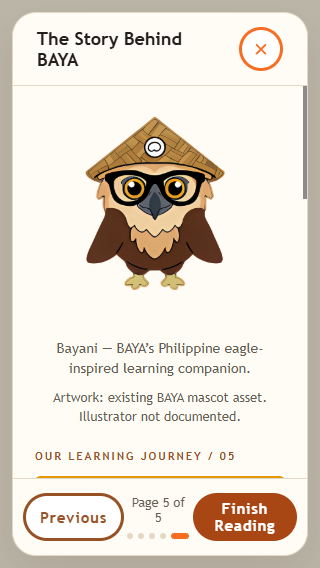 The Story Behind
BAYA
Bayani — BAYA’s Philippine eagle-
inspired learning companion.
Artwork: existing BAYA mascot asset.
Illustrator not documented.
OUR LEARNING JOURNEY / 05
Previous
Page 5 of
5
Finish
Reading